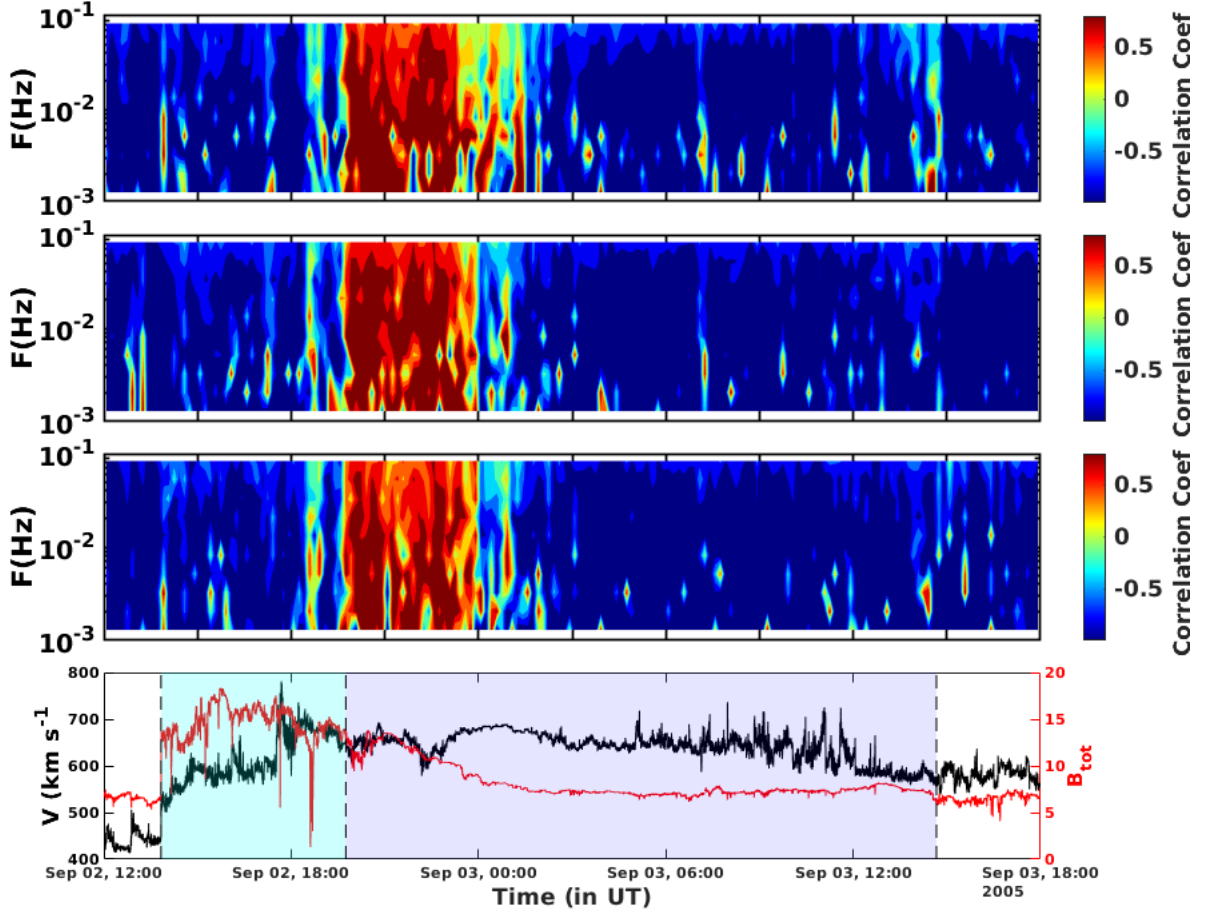 10⁻¹
10⁻²
10⁻³
F(Hz)
0.5
0
-0.5
Correlation Coef
10⁻¹
10⁻²
10⁻³
F(Hz)
0.5
0
-0.5
Correlation Coef
10⁻¹
10⁻²
10⁻³
F(Hz)
0.5
0
-0.5
Correlation Coef
800
700
600
500
400
V (km s⁻¹)
20
15
10
5
0
B_tot
Sep 02, 12:00 Sep 02, 18:00 Sep 03, 00:00 Sep 03, 06:00 Sep 03, 12:00 Sep 03, 18:00
2005
Time (in UT)